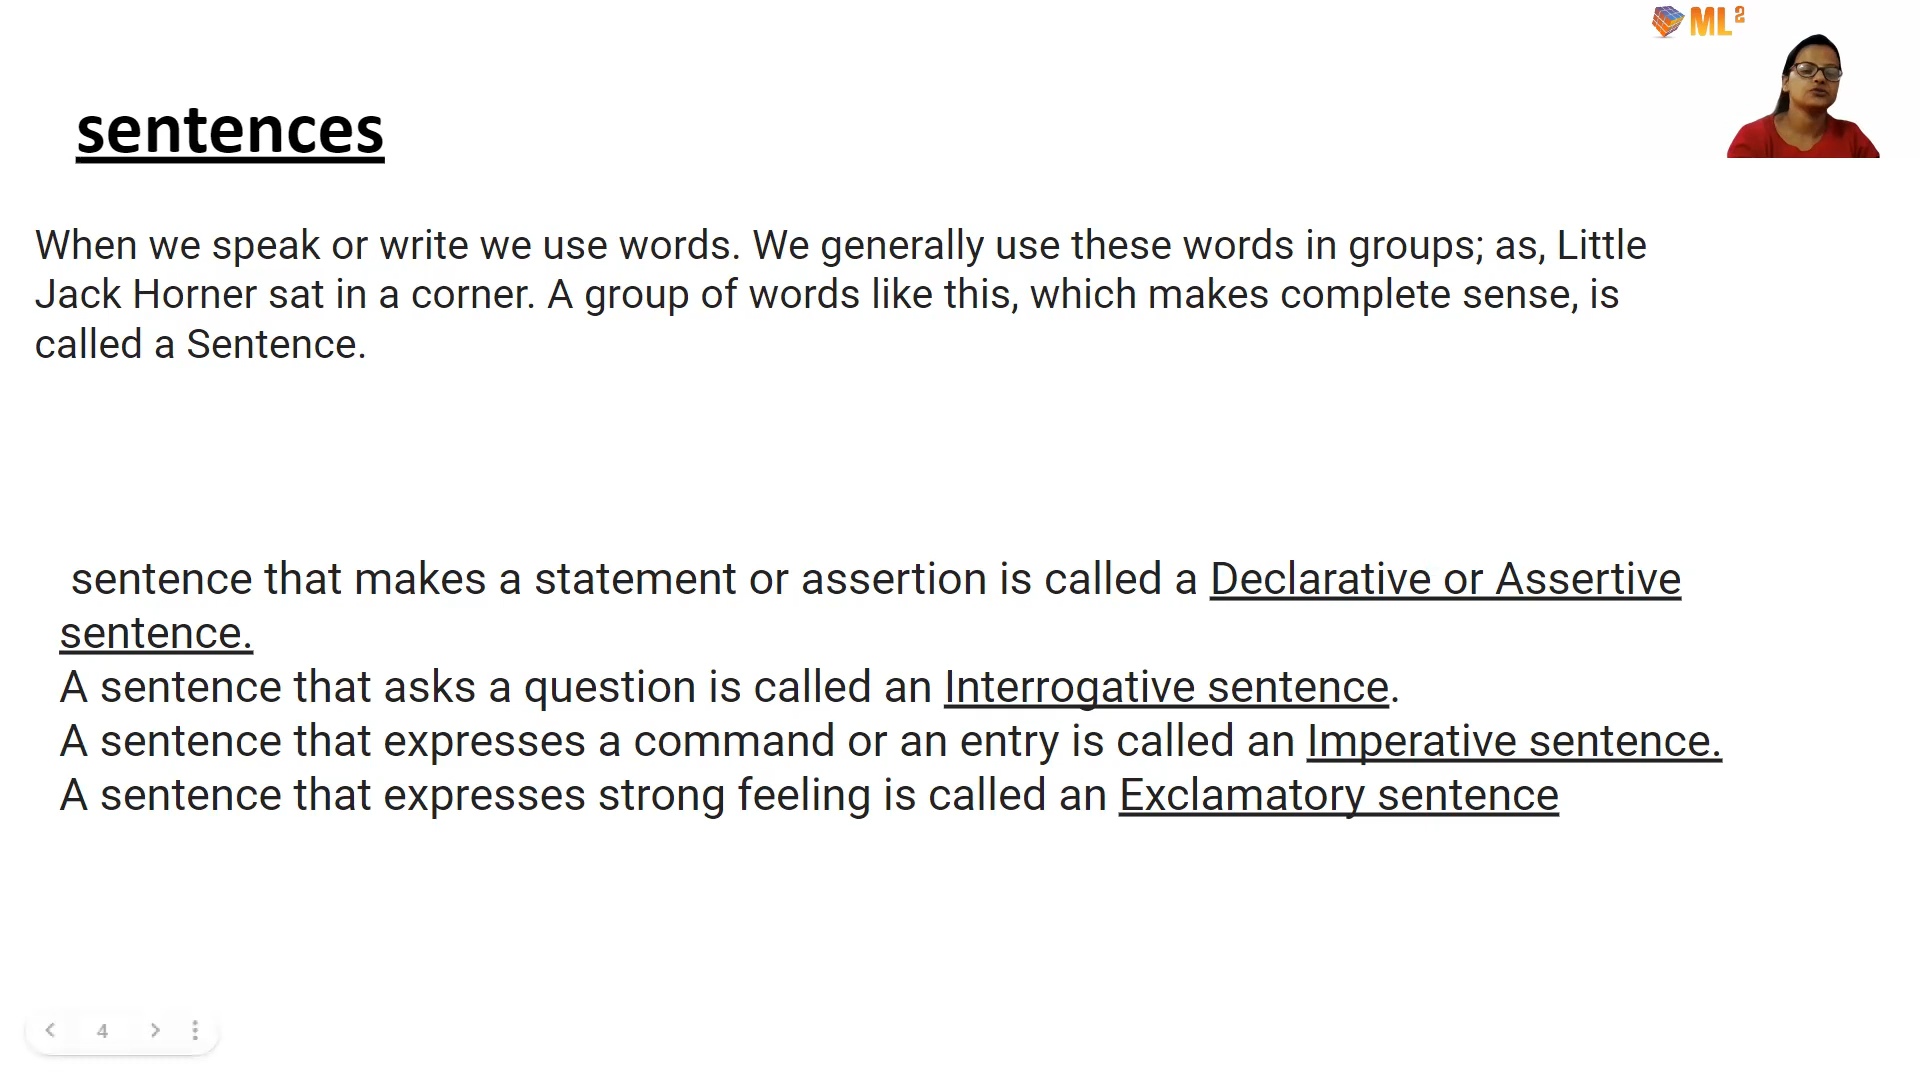 ML2
sentences
When we speak or write we use words. We generally use these words in groups; as, Little
Jack Horner sat in a corner. A group of words like this, which makes complete sense, is
called a Sentence.
sentence that makes a statement or assertion is called a Declarative or Assertive
sentence.
A sentence that asks a question is called an Interrogative sentence.
A sentence that expresses a command or an entry is called an Imperative sentence.
A sentence that expresses strong feeling is called an Exclamatory sentence
4